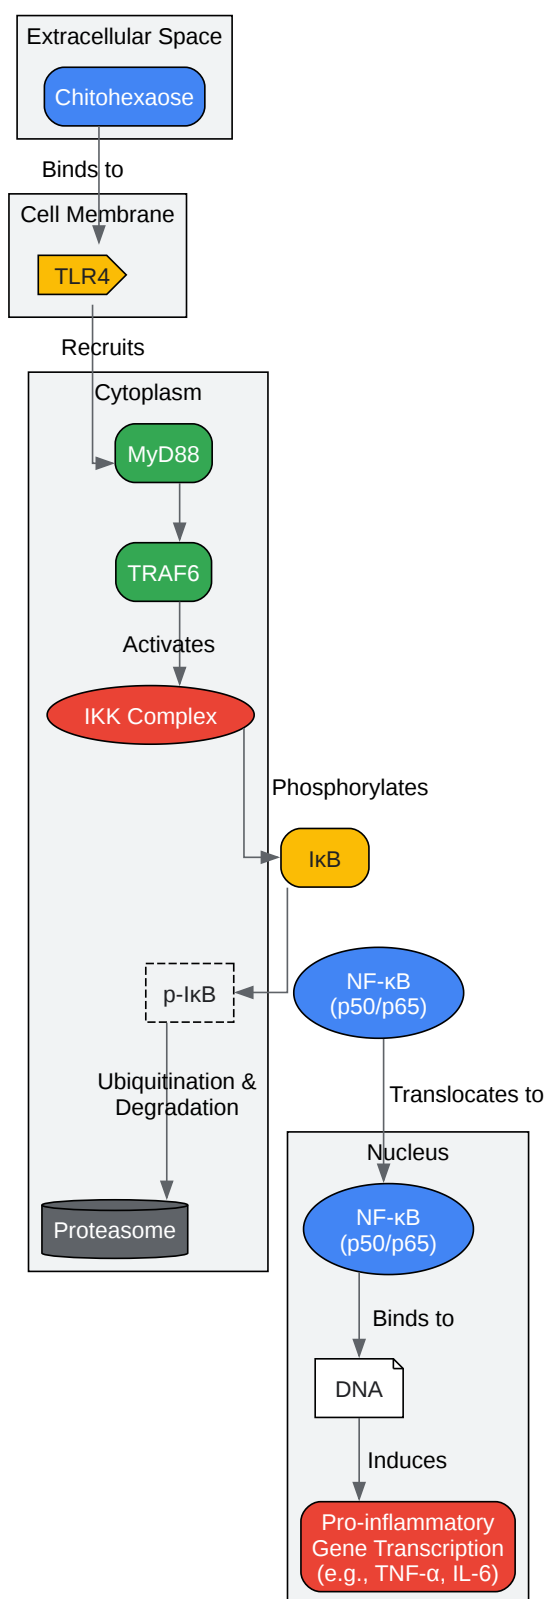 Extracellular Space
Chitohexaose
Binds to
Cell Membrane
TLR4
Recruits
Cytoplasm
MyD88
TRAF6
Activates
IKK Complex
Phosphorylates
IκB
p-IκB
NF-κB
(p50/p65)
Ubiquitination &
Degradation
Translocates to
Nucleus
Proteasome
NF-κB
(p50/p65)
Binds to
DNA
Induces
Pro-inflammatory
Gene Transcription
(e.g., TNF-α, IL-6)